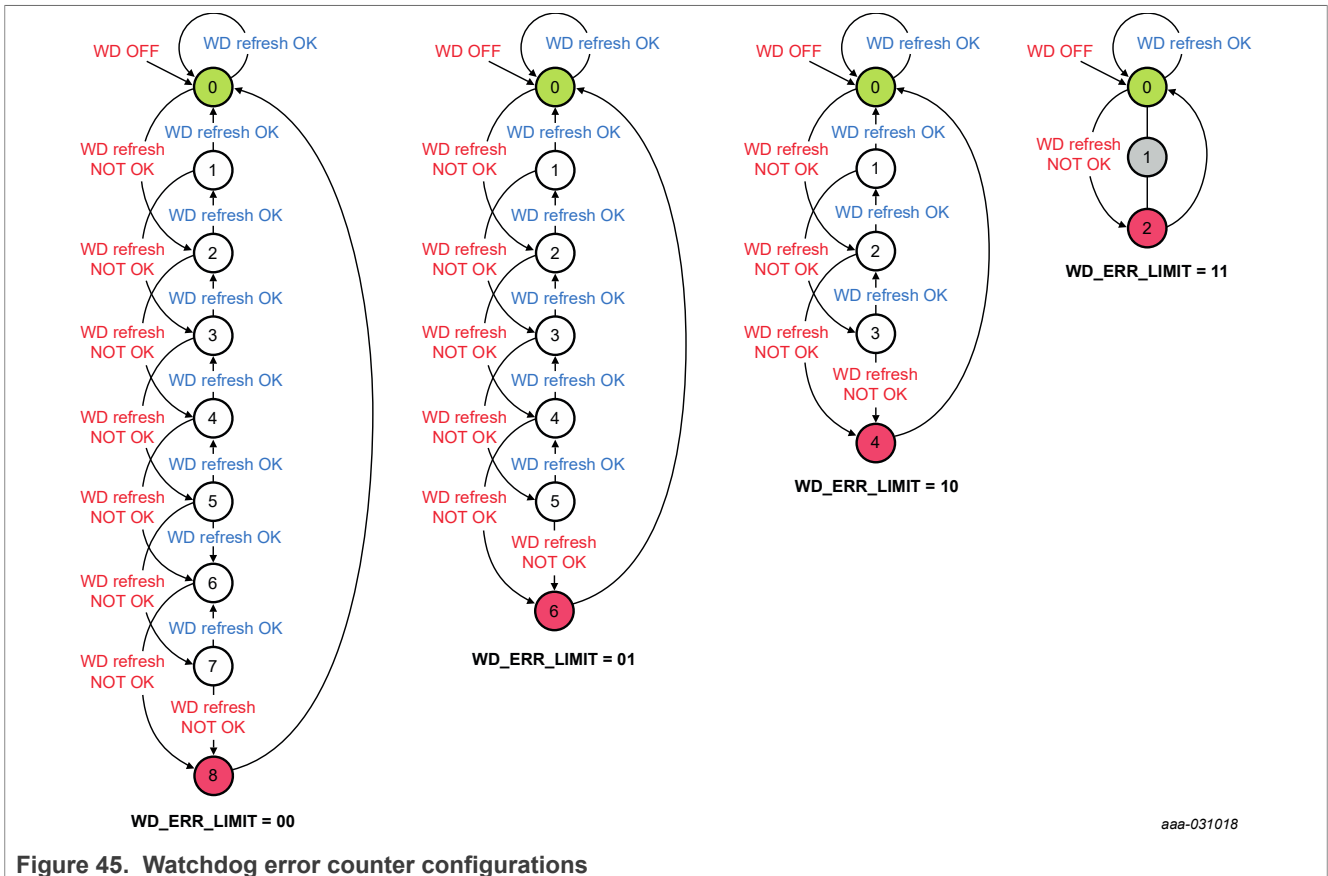 WD OFF
WD refresh OK
0
WD refresh OK
WD refresh
NOT OK
1
WD refresh OK
2
WD refresh
NOT OK
WD refresh OK
3
WD refresh
NOT OK
WD refresh OK
4
WD refresh
NOT OK
WD refresh OK
5
WD refresh
NOT OK
WD refresh OK
6
WD refresh
NOT OK
WD refresh OK
7
WD refresh
NOT OK
WD refresh
NOT OK
8
WD_ERR_LIMIT = 00
WD OFF
WD refresh OK
0
WD refresh OK
WD refresh
NOT OK
1
WD refresh OK
2
WD refresh
NOT OK
WD refresh OK
3
WD refresh
NOT OK
WD refresh OK
4
WD refresh
NOT OK
WD refresh OK
5
WD refresh
NOT OK
WD refresh
NOT OK
6
WD_ERR_LIMIT = 01
WD OFF
WD refresh OK
0
WD refresh OK
WD refresh
NOT OK
1
WD refresh OK
2
WD refresh
NOT OK
WD refresh OK
3
WD refresh
NOT OK
WD refresh
NOT OK
4
WD_ERR_LIMIT = 10
WD OFF
WD refresh OK
0
WD refresh
NOT OK
1
2
WD_ERR_LIMIT = 11
aaa-031018
Figure 45. Watchdog error counter configurations